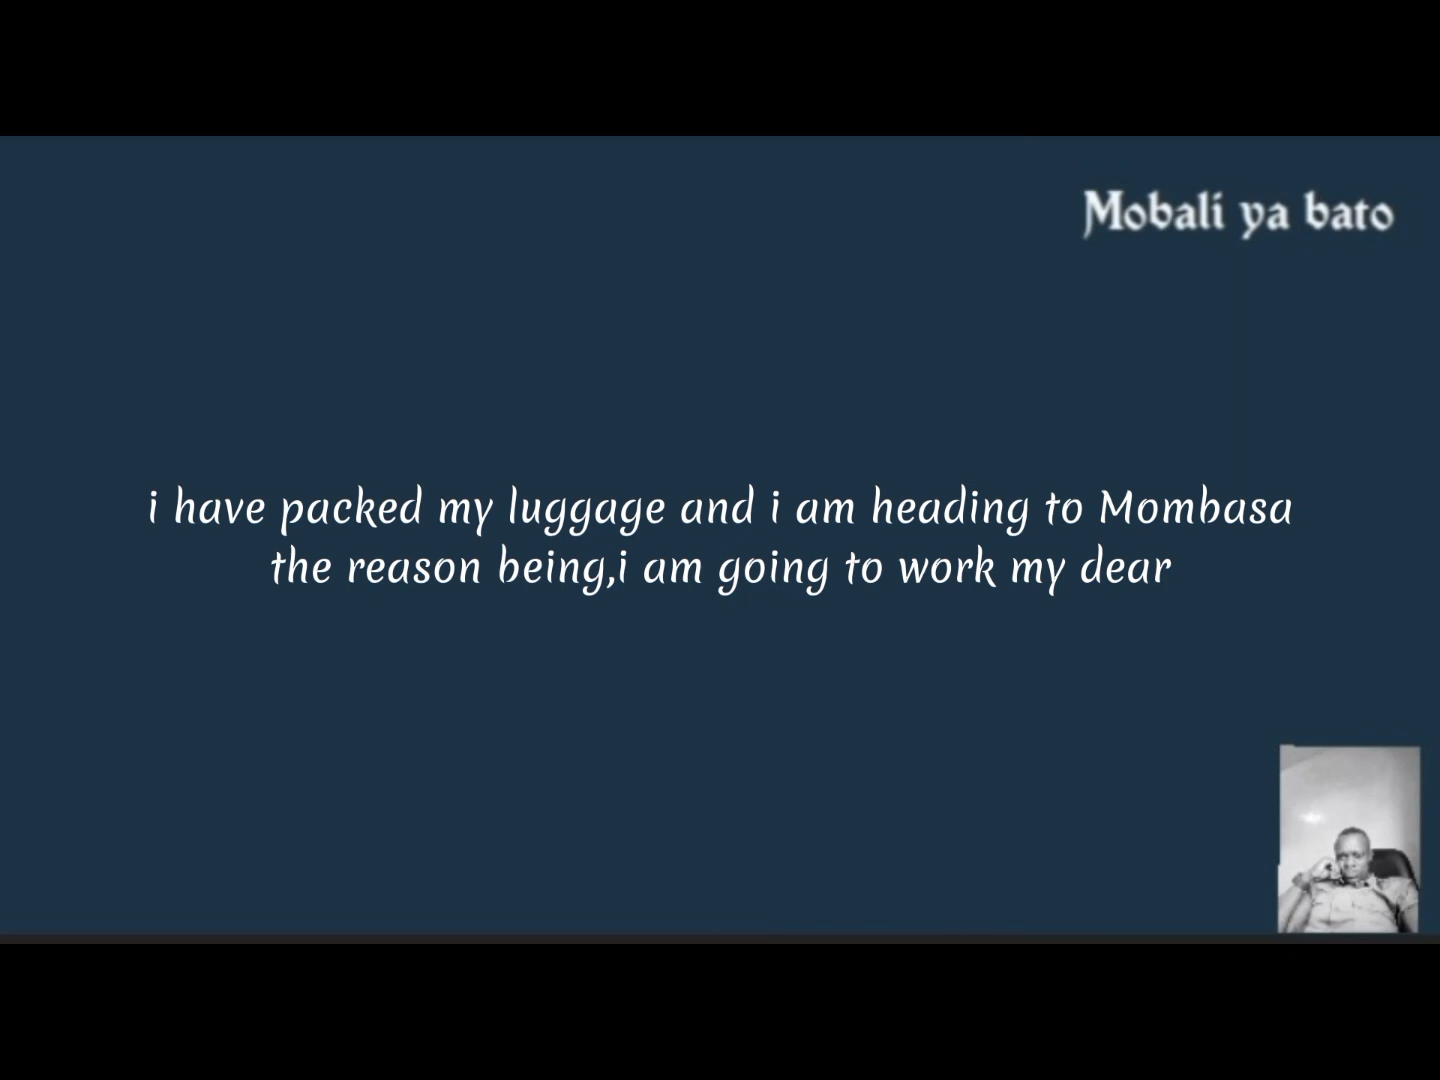 Mobali ya bato
i have packed my luggage and i am heading to Mombasa
the reason being,i am going to work my dear